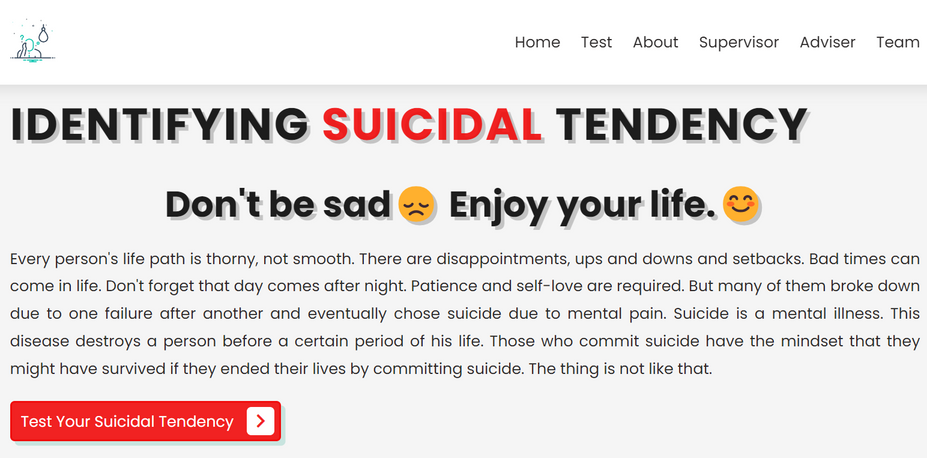 Home Test About Supervisor Adviser Team
IDENTIFYING SUICIDAL TENDENCY
Don't be sad😞 Enjoy your life.😊
Every person's life path is thorny, not smooth. There are disappointments, ups and downs and setbacks. Bad times can
come in life. Don't forget that day comes after night. Patience and self-love are required. But many of them broke down
due to one failure after another and eventually chose suicide due to mental pain. Suicide is a mental illness. This
disease destroys a person before a certain period of his life. Those who commit suicide have the mindset that they
might have survived if they ended their lives by committing suicide. The thing is not like that.
Test Your Suicidal Tendency